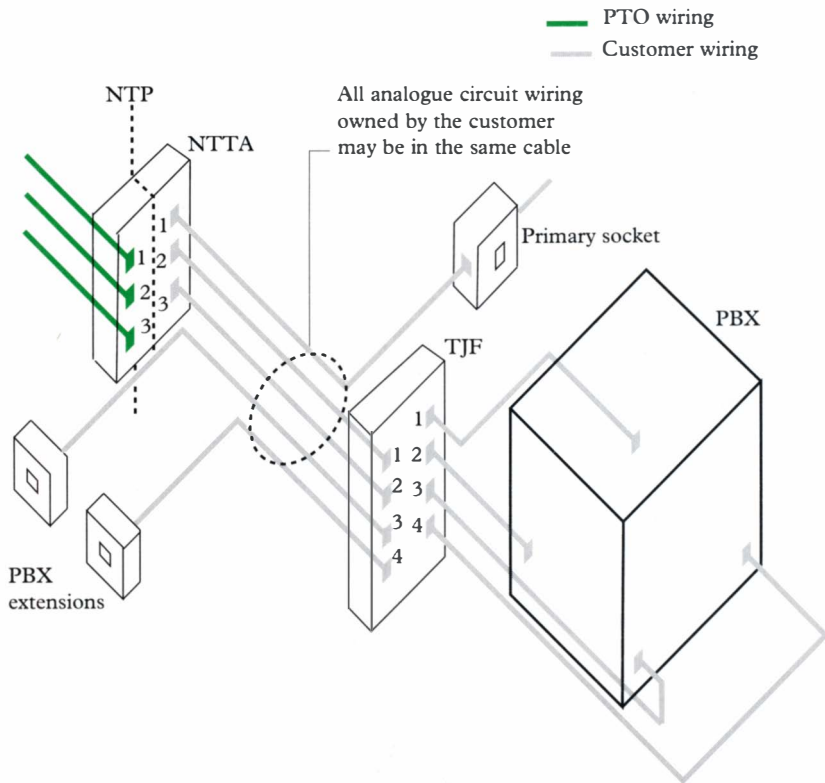 PTO wiring
Customer wiring
NTP
NTTA
All analogue circuit wiring
owned by the customer
may be in the same cable
1
1
2
2
3
3
Primary socket
PBX
TJF
1
1 2
2 3
3 4
4
PBX
extensions